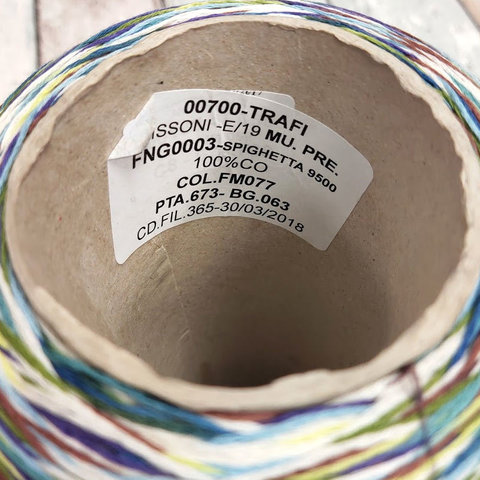 00700-TRAFI
ISSONI -E/19 MU. PRE.
FNG0003-SPIGHETTA 9500
100%CO
COL.FM077
PTA.673- BG.063
CD.FIL.365-30/03/2018